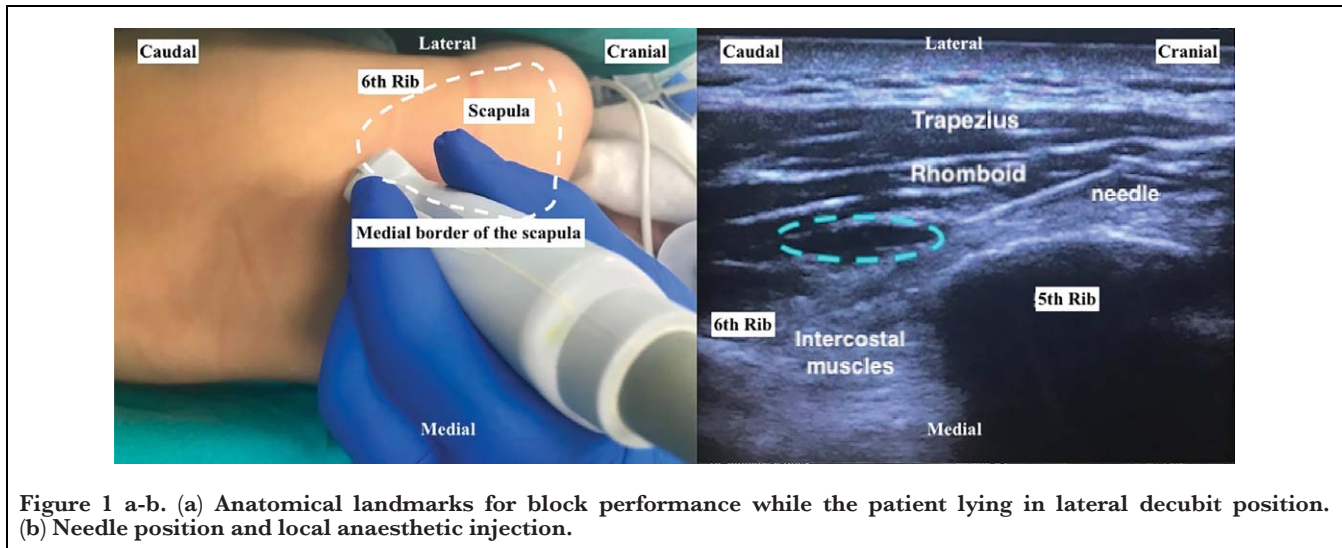 Caudal
Lateral
Cranial
6th Rib
Scapula
Medial border of the scapula
Medial
Caudal
Lateral
Cranial
Trapezius
Rhomboid
needle
5th Rib
6th Rib
Intercostal
muscles
Medial
Figure 1 a-b. (a) Anatomical landmarks for block performance while the patient lying in lateral decubit position.
(b) Needle position and local anaesthetic injection.